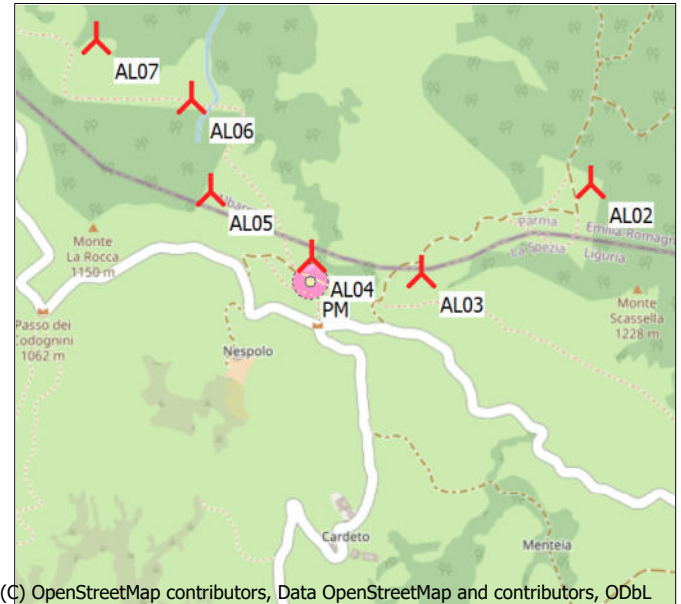 AL07
AL06
AL05
AL02
Parma
Emilia Romagn
La Spezia
Liguria
Monte
La Rocca
1150 m
AL04
PM
AL03
Monte
Scassella
1228 m
Passo dei
Codognini
1062 m
Nespolo
Cardeto
Menteia
(C) OpenStreetMap contributors, Data OpenStreetMap and contributors, ODbL